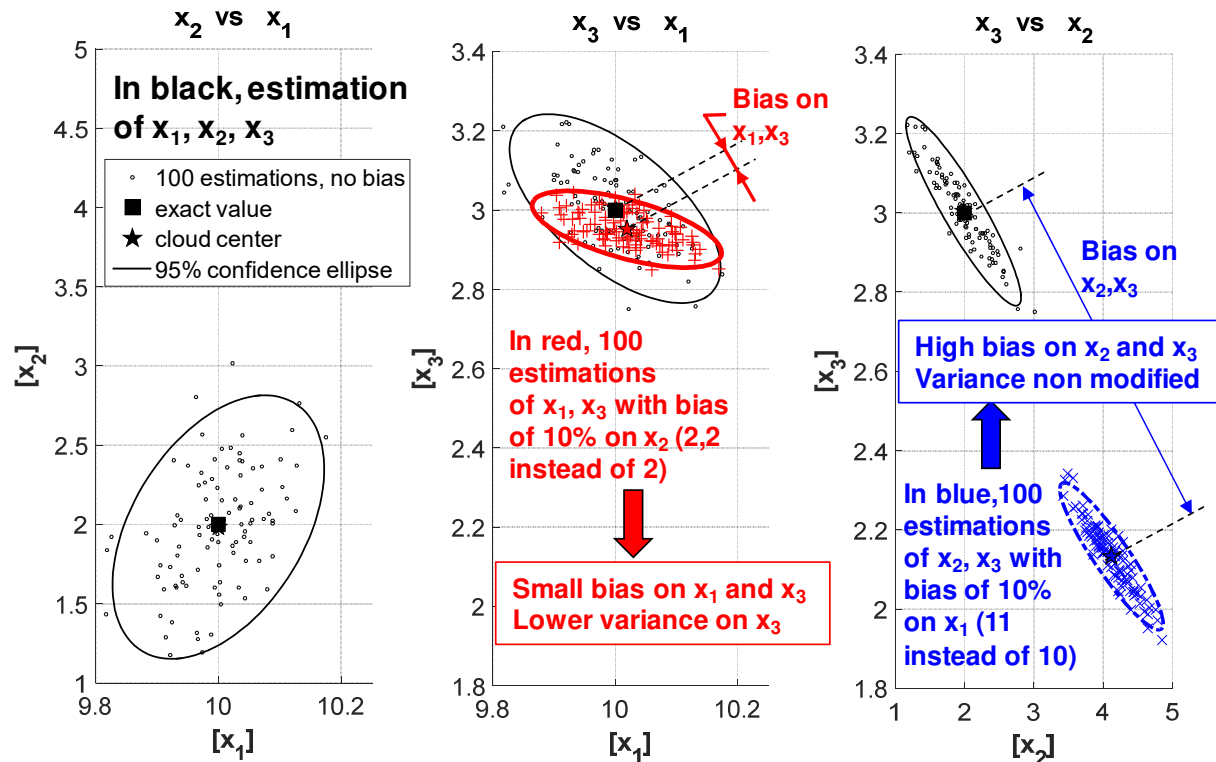 x2 vs x1
5
4.5
4
3.5
3
2.5
2
1.5
1
[x2]
9.8
10
10.2
[x1]
In black, estimation
of x1, x2, x3
100 estimations, no bias
exact value
cloud center
95% confidence ellipse
x3 vs x1
3.4
3.2
3
2.8
2.6
2.4
2.2
2
1.8
[x3]
9.8
10
10.2
[x1]
Bias on
x1,x3
In red, 100
estimations
of x1, x3 with bias
of 10% on x2 (2,2
instead of 2)
Small bias on x1 and x3
Lower variance on x3
x3 vs x2
3.4
3.2
3
2.8
2.6
2.4
2.2
2
1.8
[x3]
1
2
3
4
5
[x2]
Bias on
x2,x3
High bias on x2 and x3
Variance non modified
In blue,100
estimations
of x2, x3 with
bias of 10%
on x1 (11
instead of 10)